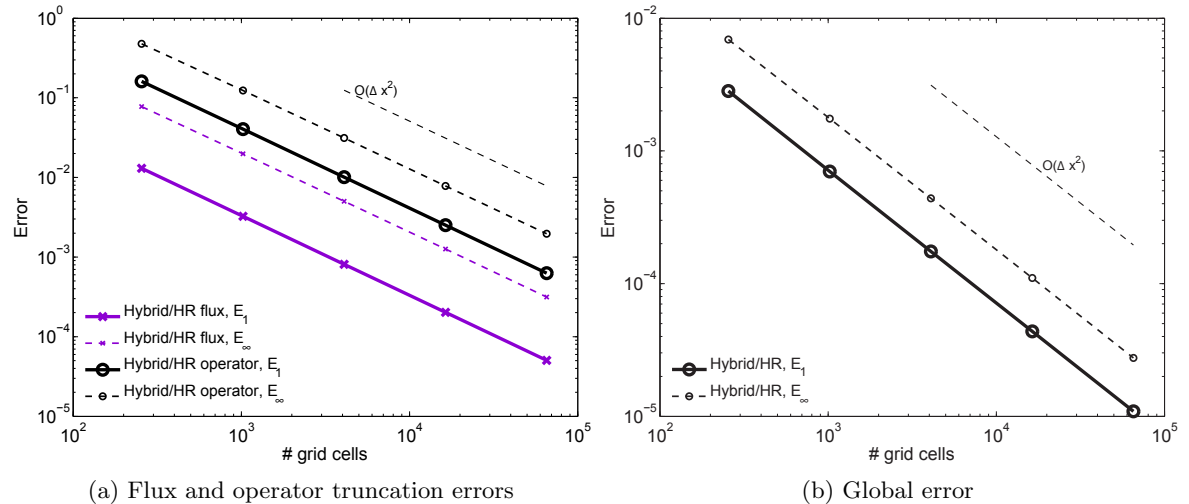 10^0
10^-1
10^-2
10^-3
10^-4
10^-5
Error
O(Δ x^2)
Hybrid/HR flux, E_1
Hybrid/HR flux, E_∞
Hybrid/HR operator, E_1
Hybrid/HR operator, E_∞
10^2 10^3 10^4 10^5
# grid cells
(a) Flux and operator truncation errors
10^-2
10^-3
10^-4
10^-5
Error
O(Δ x^2)
Hybrid/HR, E_1
Hybrid/HR, E_∞
10^2 10^3 10^4 10^5
# grid cells
(b) Global error